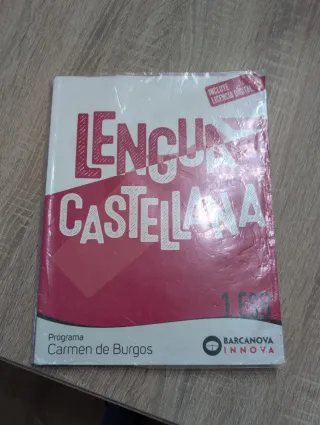 INCLUYE
LICENCIA DIGITAL
LENGUA
CASTELLANA
1 ESO
Programa
Carmen de Burgos
BARCANOVA
INNOVA